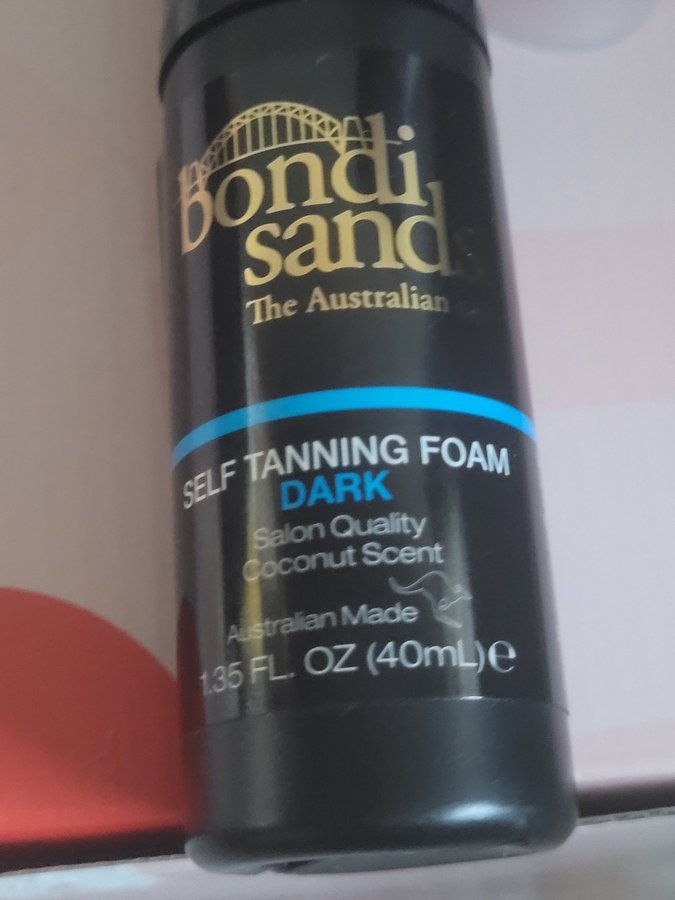 bondi
sands
The Australian
SELF TANNING FOAM
DARK
Salon Quality
Coconut Scent
Australian Made
1.35 FL. OZ (40mL) e